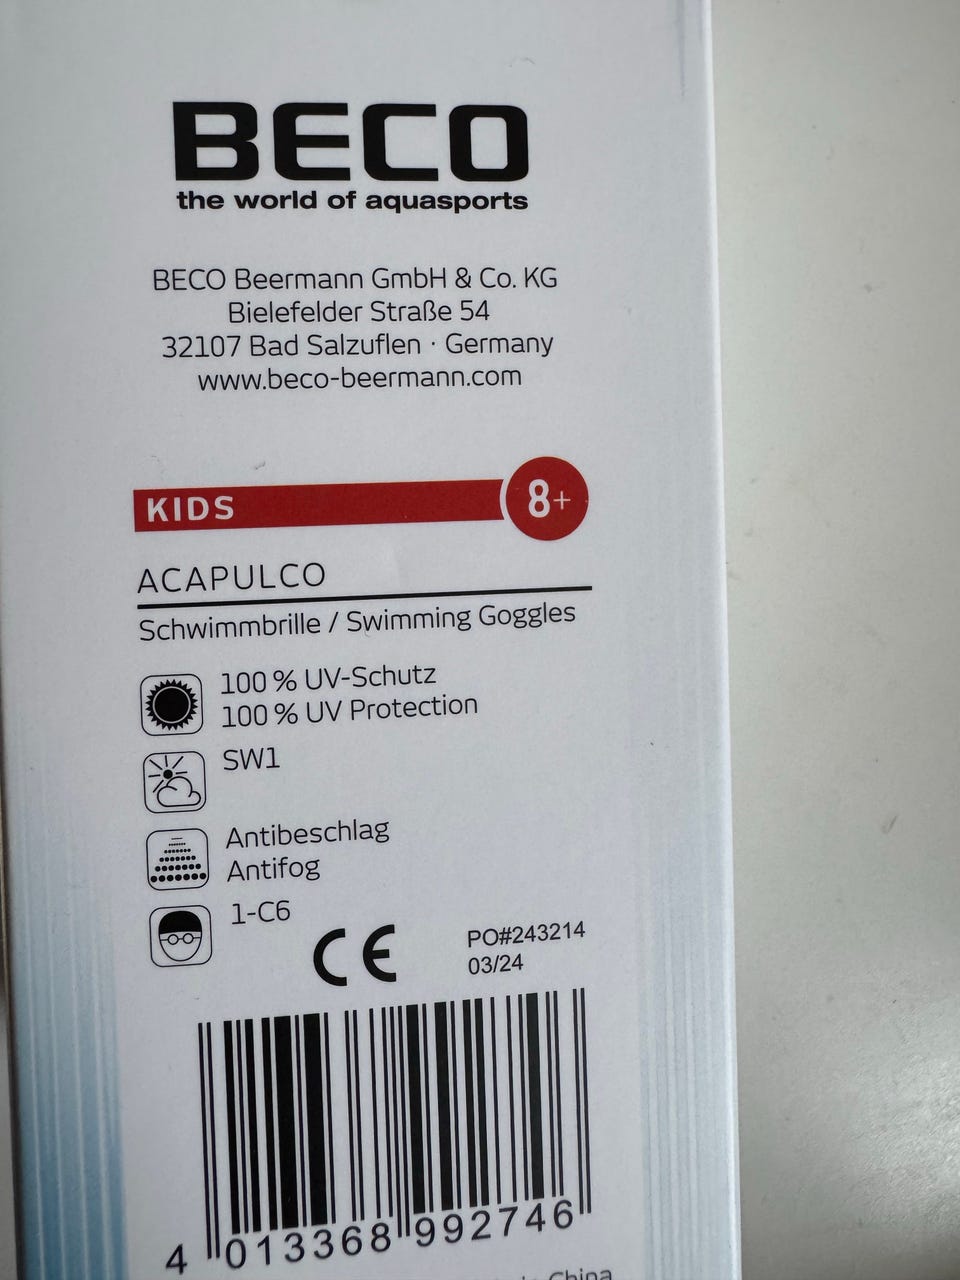 BECO
the world of aquasports
BECO Beermann GmbH & Co. KG
Bielefelder Straße 54
32107 Bad Salzuflen · Germany
www.beco-beermann.com
KIDS 8+
ACAPULCO
Schwimmbrille / Swimming Goggles
100 % UV-Schutz
100 % UV Protection
SW1
Antibeschlag
Antifog
1-C6
CE
PO#243214
03/24
4 013368 992746
China